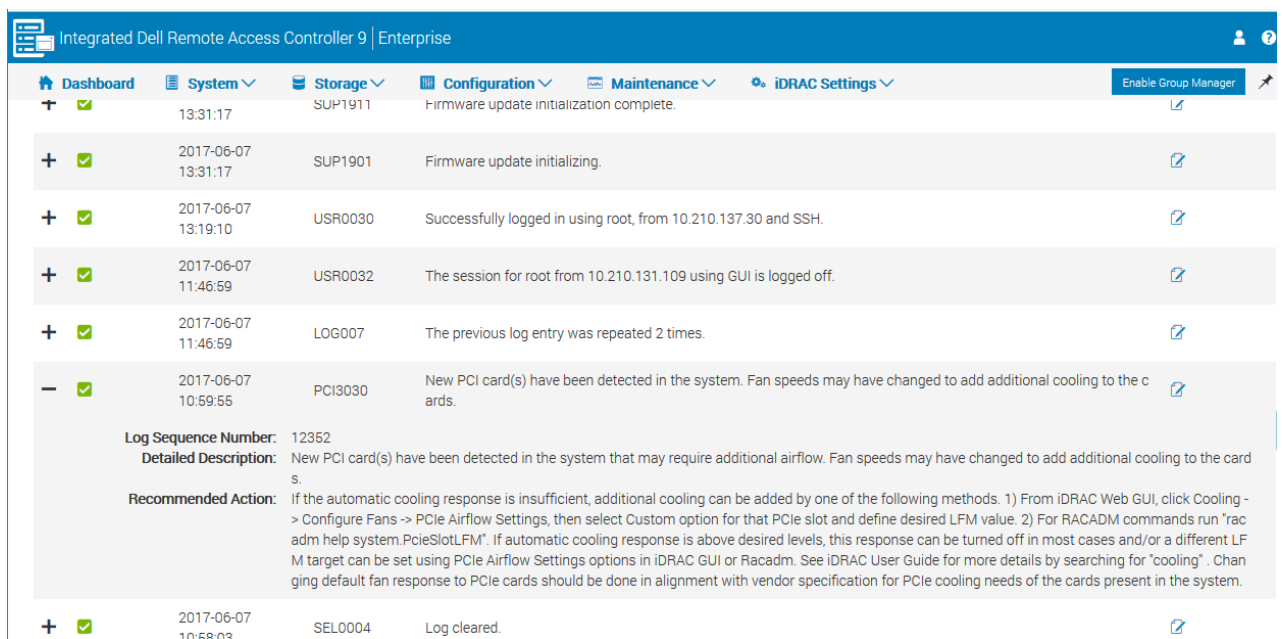 Integrated Dell Remote Access Controller 9 | Enterprise
Dashboard System Storage Configuration Maintenance iDRAC Settings Enable Group Manager
13:31:17 SUP1911 Firmware update initialization complete.
2017-06-07
13:31:17 SUP1901 Firmware update initializing.
2017-06-07
13:19:10 USR0030 Successfully logged in using root, from 10.210.137.30 and SSH.
2017-06-07
11:46:59 USR0032 The session for root from 10.210.131.109 using GUI is logged off.
2017-06-07
11:46:59 LOG007 The previous log entry was repeated 2 times.
2017-06-07
10:59:55 PCI3030 New PCI card(s) have been detected in the system. Fan speeds may have changed to add additional cooling to the c
ards.
Log Sequence Number: 12352
Detailed Description: New PCI card(s) have been detected in the system that may require additional airflow. Fan speeds may have changed to add additional cooling to the card
s.
Recommended Action: If the automatic cooling response is insufficient, additional cooling can be added by one of the following methods. 1) From iDRAC Web GUI, click Cooling -
> Configure Fans -> PCIe Airflow Settings, then select Custom option for that PCIe slot and define desired LFM value. 2) For RACADM commands run "rac
adm help system.PcieSlotLFM". If automatic cooling response is above desired levels, this response can be turned off in most cases and/or a different LF
M target can be set using PCIe Airflow Settings options in iDRAC GUI or Racadm. See iDRAC User Guide for more details by searching for "cooling" . Chan
ging default fan response to PCIe cards should be done in alignment with vendor specification for PCIe cooling needs of the cards present in the system.
2017-06-07
10:58:03 SEL0004 Log cleared.